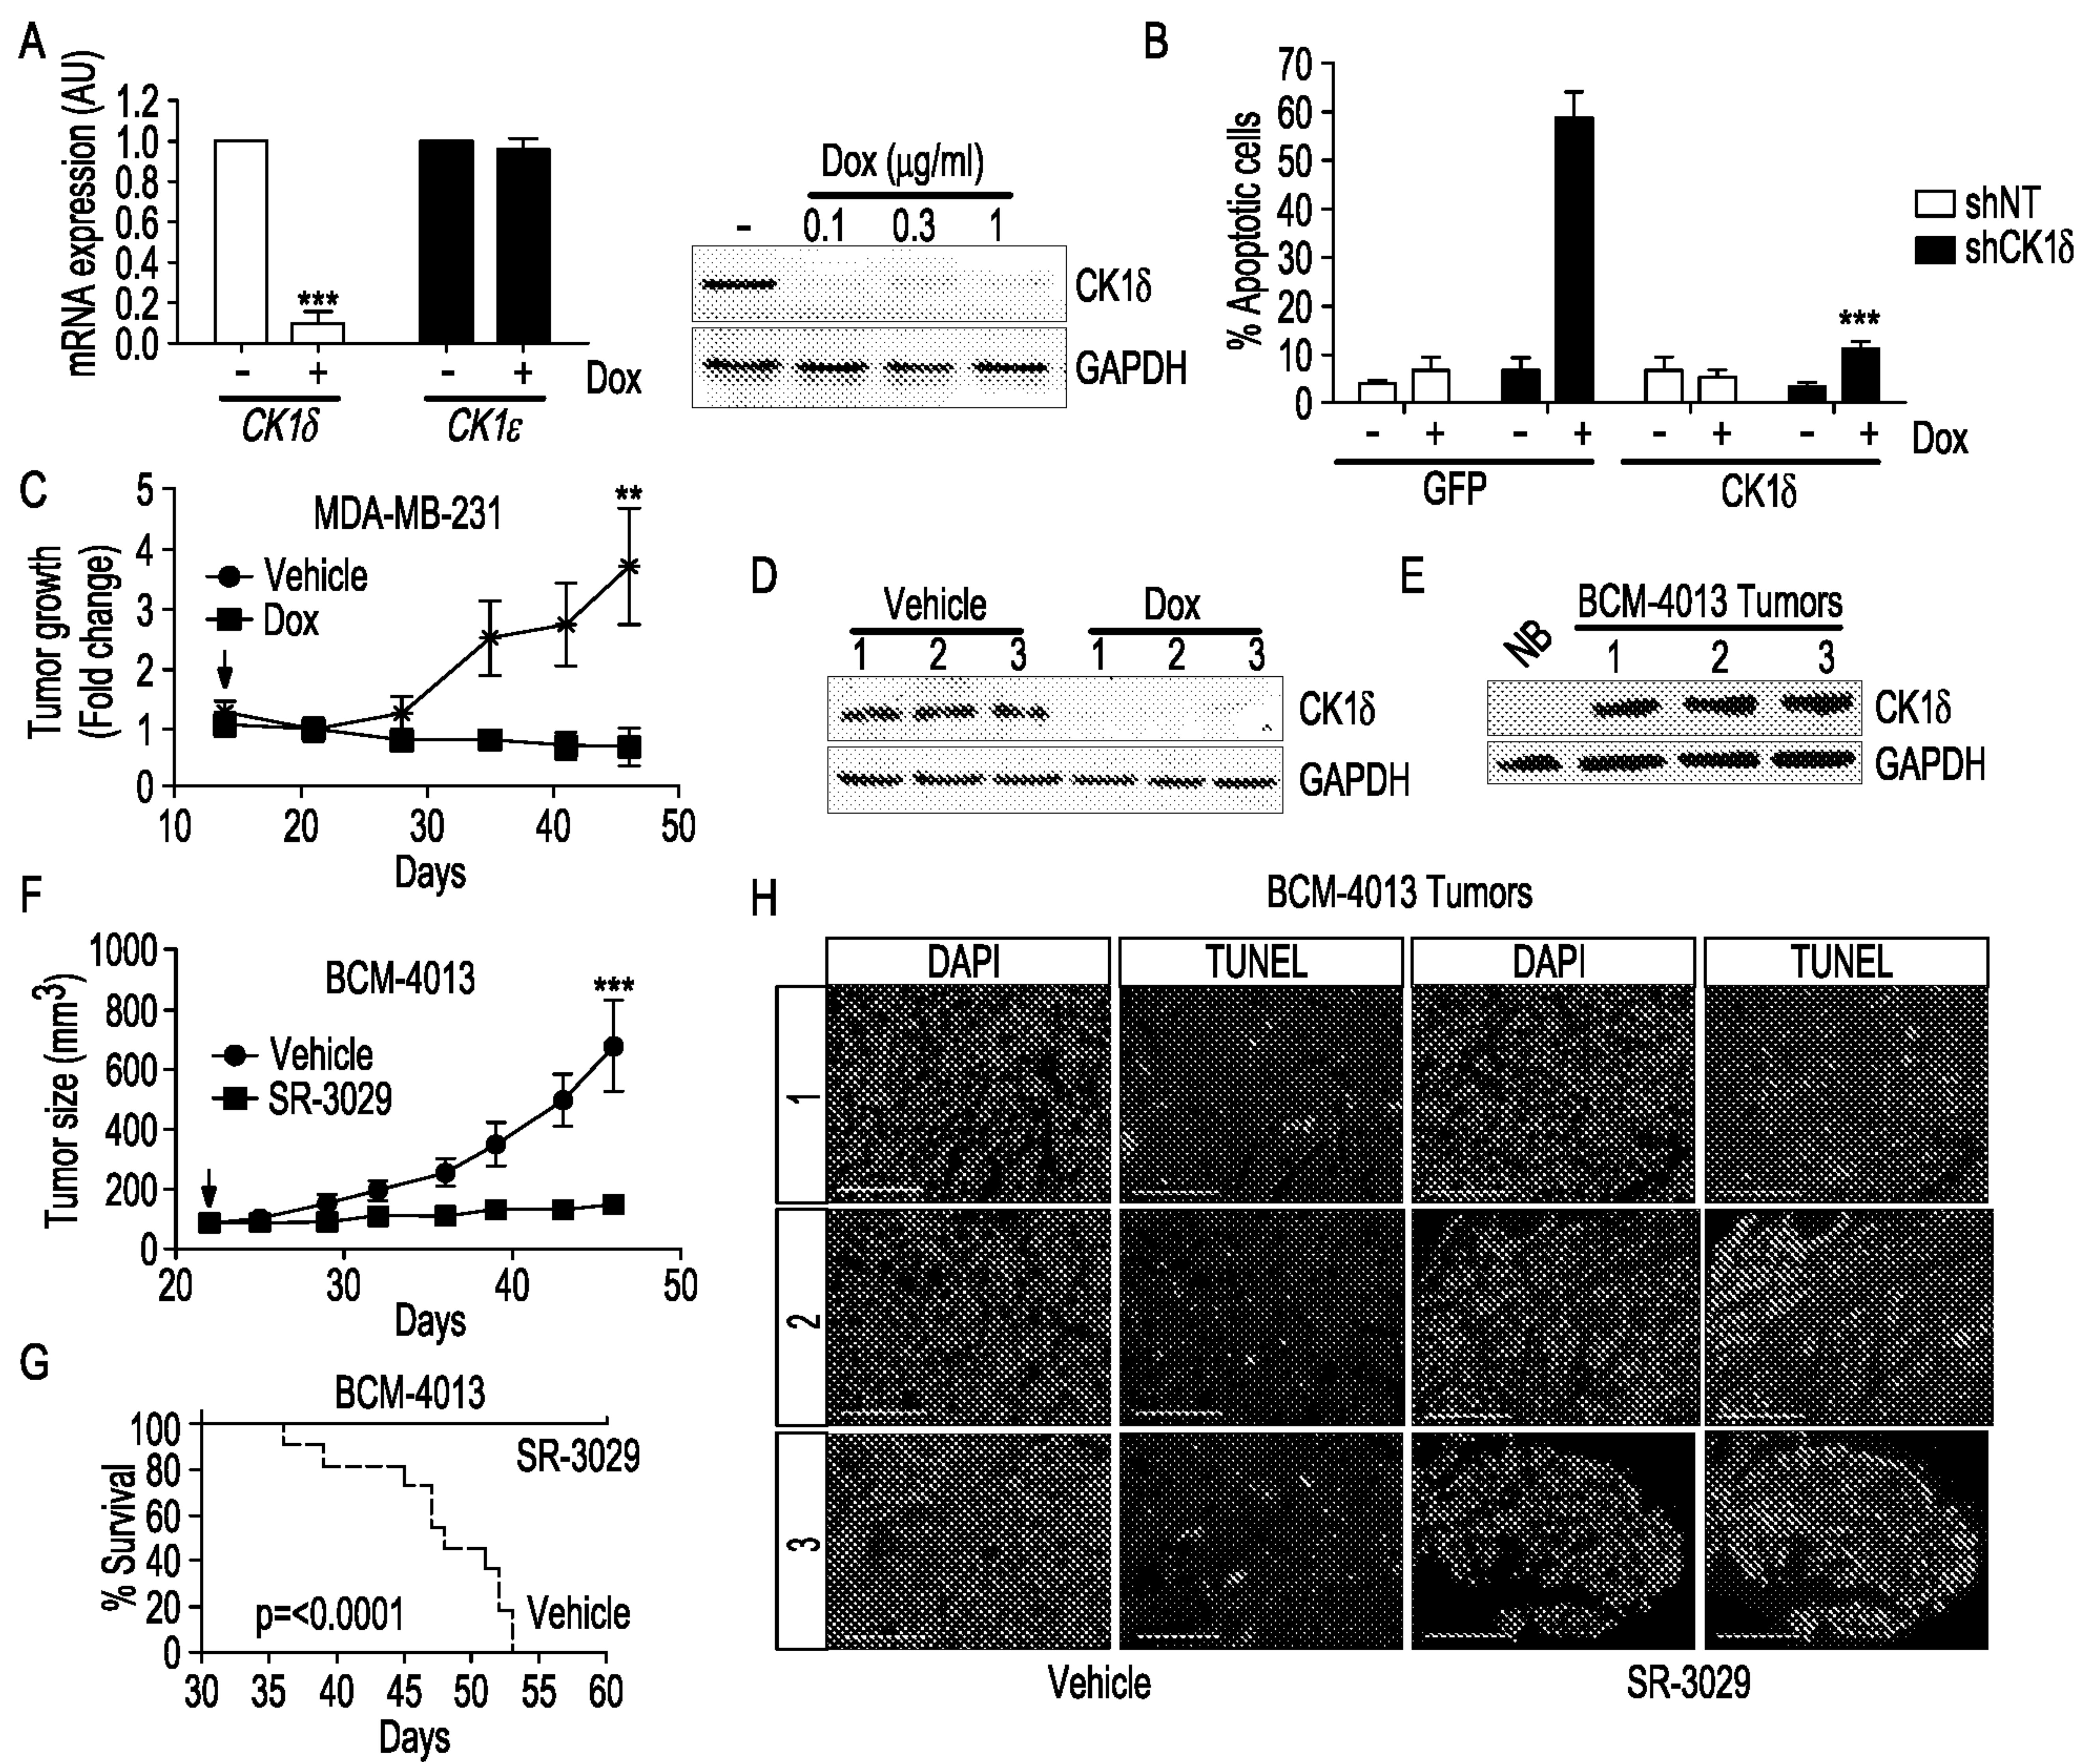 A
mRNA expression (AU)
1.2
1.0
0.8
0.6
0.4
0.2
0.0
***
- + - + Dox
CK1δ CK1ε
Dox (μg/ml)
- 0.1 0.3 1
CK1δ
GAPDH
B
% Apoptotic cells
70
60
50
40
30
20
10
0
***
shNT
shCK1δ
- + - + - + - + Dox
GFP CK1δ
C
MDA-MB-231
Tumor growth
(Fold change)
5
4
3
2
1
0
**
Vehicle
Dox
10 20 30 40 50
Days
D
Vehicle Dox
1 2 3 1 2 3
CK1δ
GAPDH
E
BCM-4013 Tumors
NB 1 2 3
CK1δ
GAPDH
F
BCM-4013
Tumor size (mm3)
1000
800
600
400
200
0
***
Vehicle
SR-3029
20 30 40 50
Days
G
BCM-4013
% Survival
100
80
60
40
20
0
SR-3029
p=<0.0001
Vehicle
30 35 40 45 50 55 60
Days
H
BCM-4013 Tumors
DAPI TUNEL DAPI TUNEL
1
2
3
Vehicle SR-3029